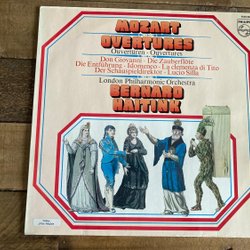 MOZART
OVERTURES
Ouvertüren · Ouvertures
Don Giovanni · Die Zauberflöte
Die Entführung · Idomeneo · La clemenza di Tito
Der Schauspieldirektor · Lucio Silla
London Philharmonic Orchestra
BERNARD
HAITINK